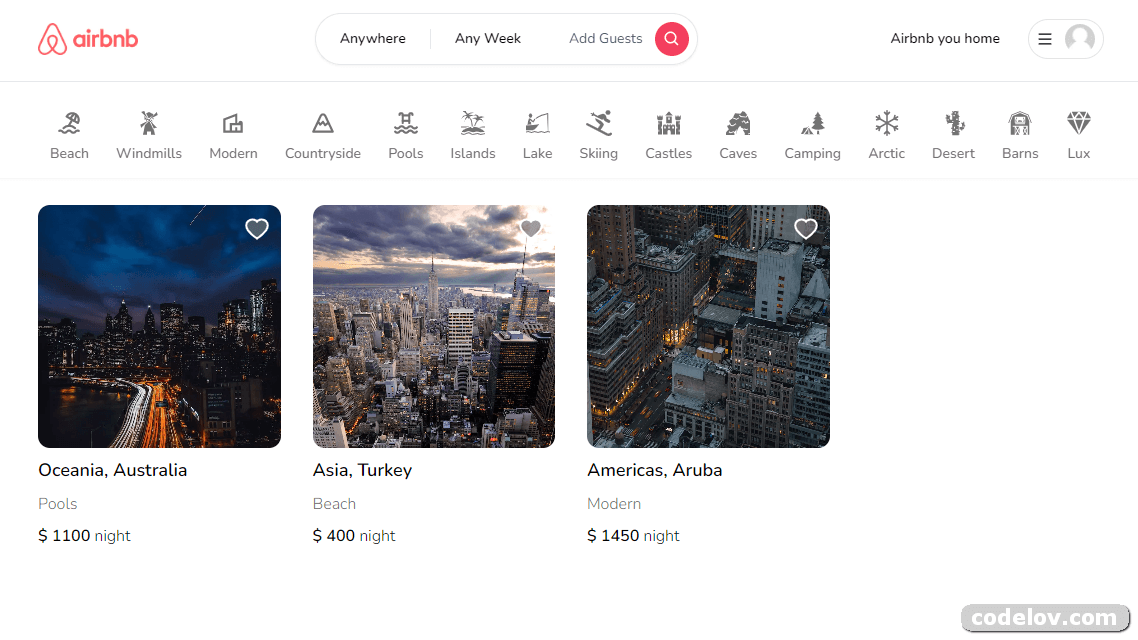 airbnb
Anywhere Any Week Add Guests
Airbnb you home
Beach Windmills Modern Countryside Pools Islands Lake Skiing Castles Caves Camping Arctic Desert Barns Lux
Oceania, Australia
Pools
$ 1100 night
Asia, Turkey
Beach
$ 400 night
Americas, Aruba
Modern
$ 1450 night
codelov.com